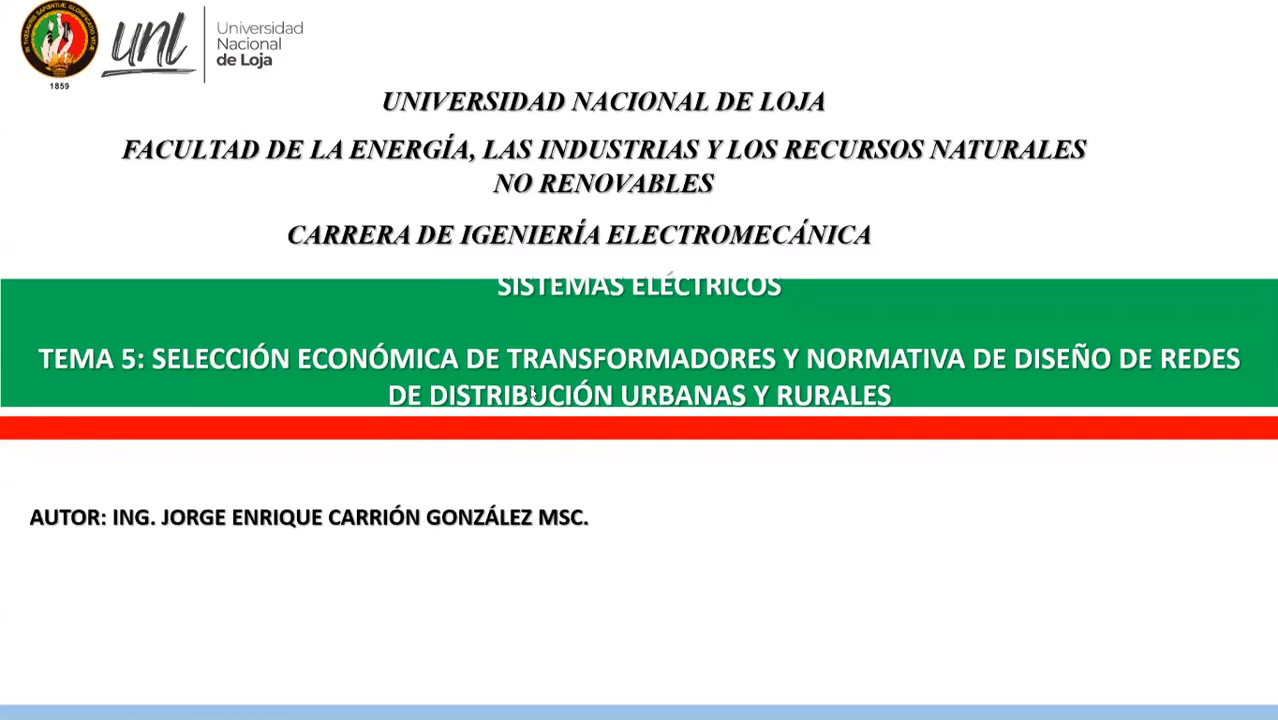 unl
Universidad
Nacional
de Loja
1859
UNIVERSIDAD NACIONAL DE LOJA
FACULTAD DE LA ENERGÍA, LAS INDUSTRIAS Y LOS RECURSOS NATURALES
NO RENOVABLES
CARRERA DE IGENIERÍA ELECTROMECÁNICA
SISTEMAS ELÉCTRICOS
TEMA 5: SELECCIÓN ECONÓMICA DE TRANSFORMADORES Y NORMATIVA DE DISEÑO DE REDES
DE DISTRIBUCIÓN URBANAS Y RURALES
AUTOR: ING. JORGE ENRIQUE CARRIÓN GONZÁLEZ MSC.